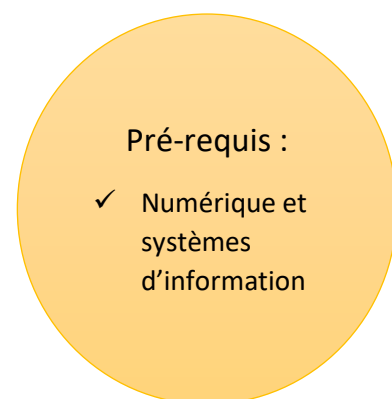 Pré-requis :
✓ Numérique et
systèmes
d’information